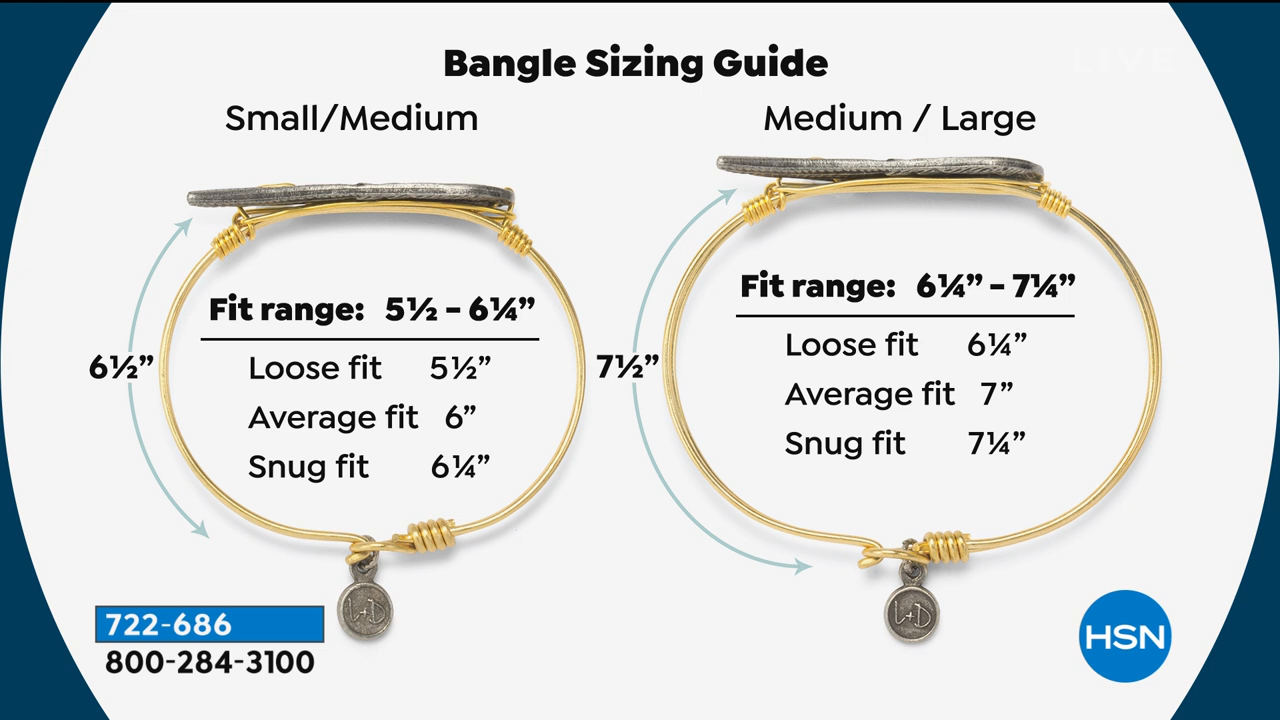 LIVE
Bangle Sizing Guide
Small/Medium
Medium / Large
Fit range: 5½ – 6¼”
6½”
Loose fit 5½”
Average fit 6”
Snug fit 6¼”
Fit range: 6¼” – 7¼”
7½”
Loose fit 6¼”
Average fit 7”
Snug fit 7¼”
L+D
L+D
722-686
800-284-3100
HSN